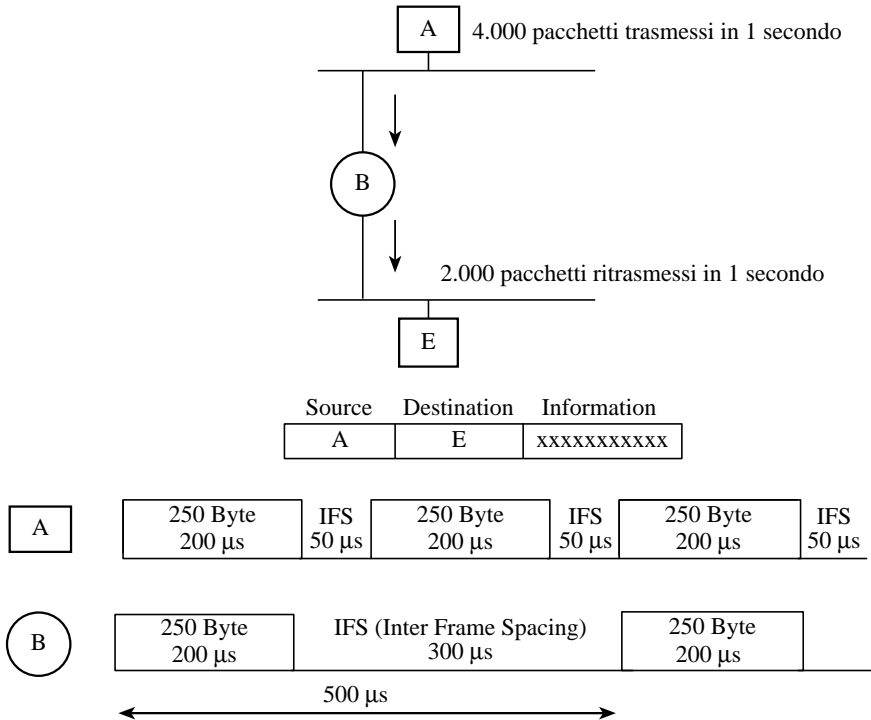 A 4.000 pacchetti trasmessi in 1 secondo
B
2.000 pacchetti ritrasmessi in 1 secondo
E
Source Destination Information
A E xxxxxxxxxxx
A
250 Byte IFS 250 Byte IFS 250 Byte IFS
200 µs 50 µs 200 µs 50 µs 200 µs 50 µs
B
250 Byte IFS (Inter Frame Spacing) 250 Byte
200 µs 300 µs 200 µs
500 µs